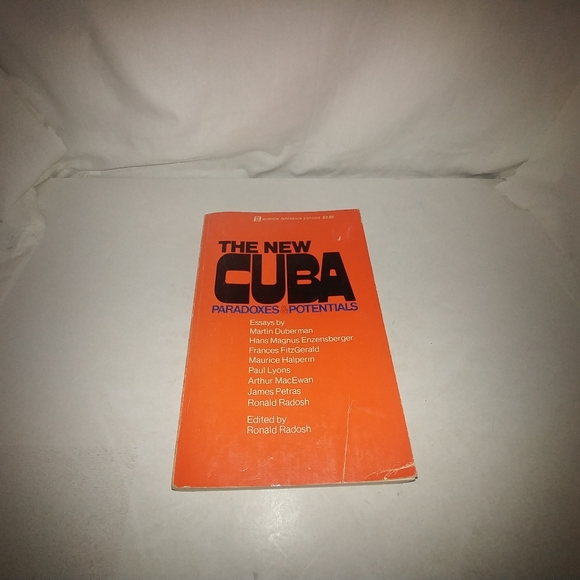 THE NEW
CUBA
PARADOXES & POTENTIALS
Essays by
Martin Duberman
Hans Magnus Enzensberger
Frances FitzGerald
Maurice Halperin
Paul Lyons
Arthur MacEwan
James Petras
Ronald Radosh
Edited by
Ronald Radosh